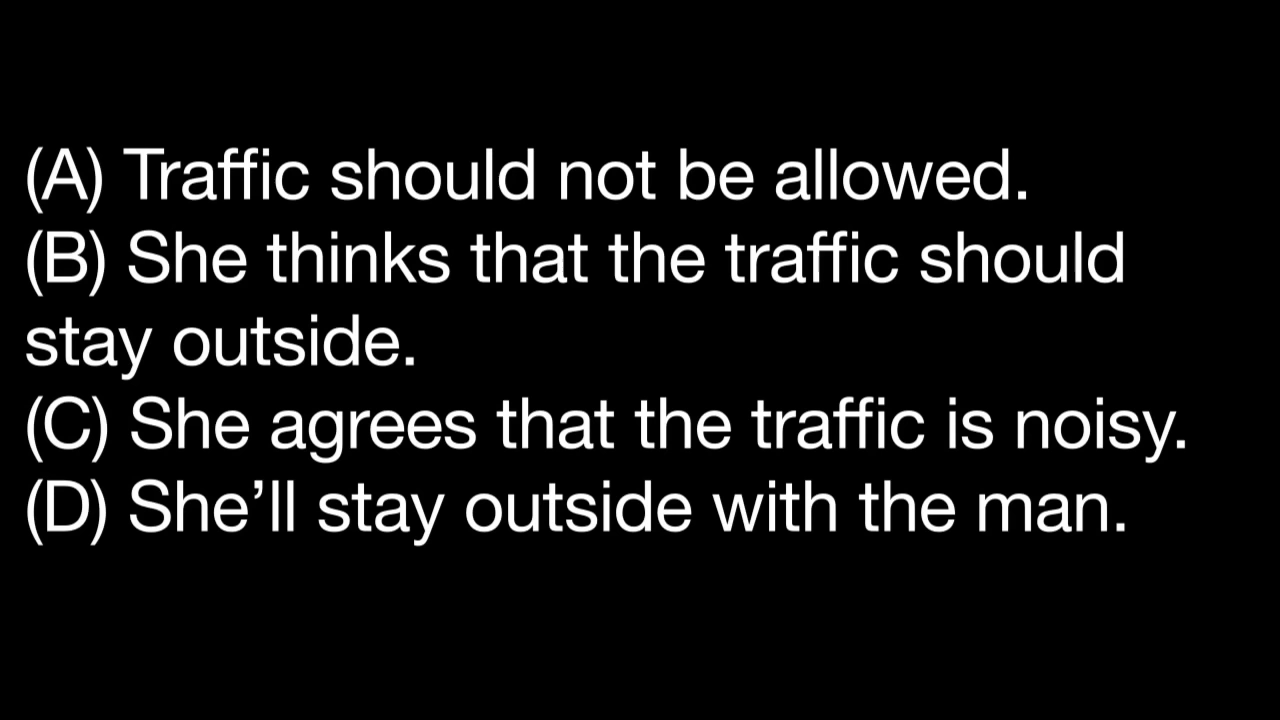 (A) Traffic should not be allowed.
(B) She thinks that the traffic should
stay outside.
(C) She agrees that the traffic is noisy.
(D) She’ll stay outside with the man.